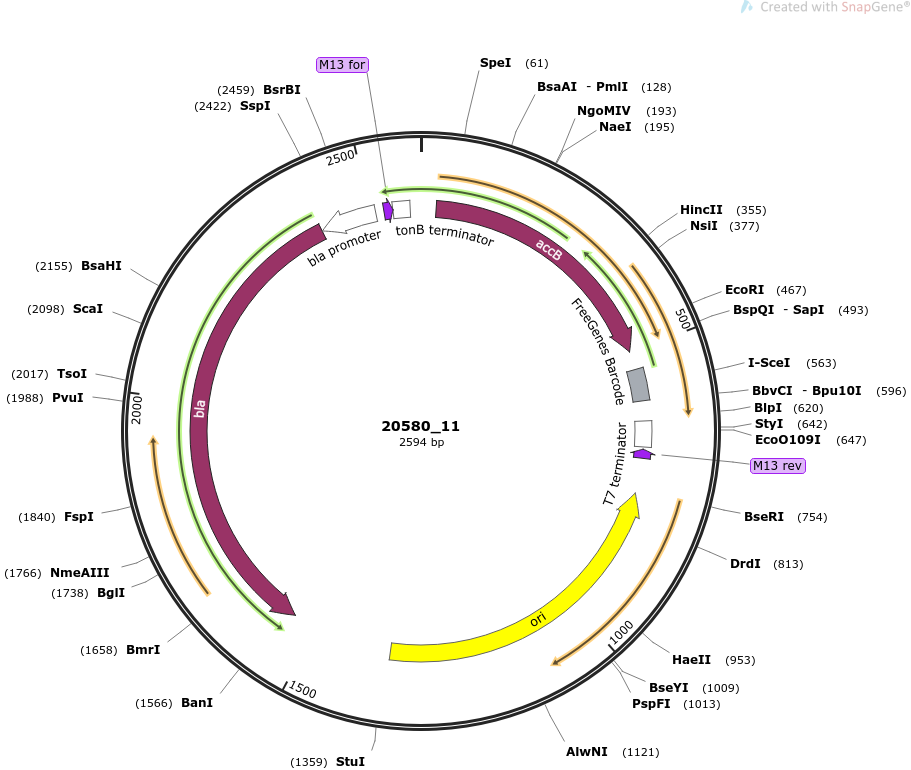 Created with SnapGene®
M13 for
SpeI (61)
(2459) BsrBI
BsaAI - PmlI (128)
(2422) SspI
NgoMIV (193)
NaeI (195)
2500
HincII (355)
NsiI (377)
bla promoter
tonB terminator
accB
(2155) BsaHI
EcoRI (467)
(2098) ScaI
BspQI - SapI (493)
500
FreeGenes Barcode
I-SceI (563)
(2017) TsoI
BbvCI - Bpu10I (596)
(1988) PvuI
2000
bla
BlpI (620)
StyI (642)
20580_11
2594 bp
EcoO109I (647)
T7 terminator
M13 rev
(1840) FspI
BseRI (754)
DrdI (813)
(1766) NmeAIII
(1738) BglI
ori
1000
(1658) BmrI
HaeII (953)
BseYI (1009)
1500
(1566) BanI
PspFI (1013)
AlwNI (1121)
(1359) StuI